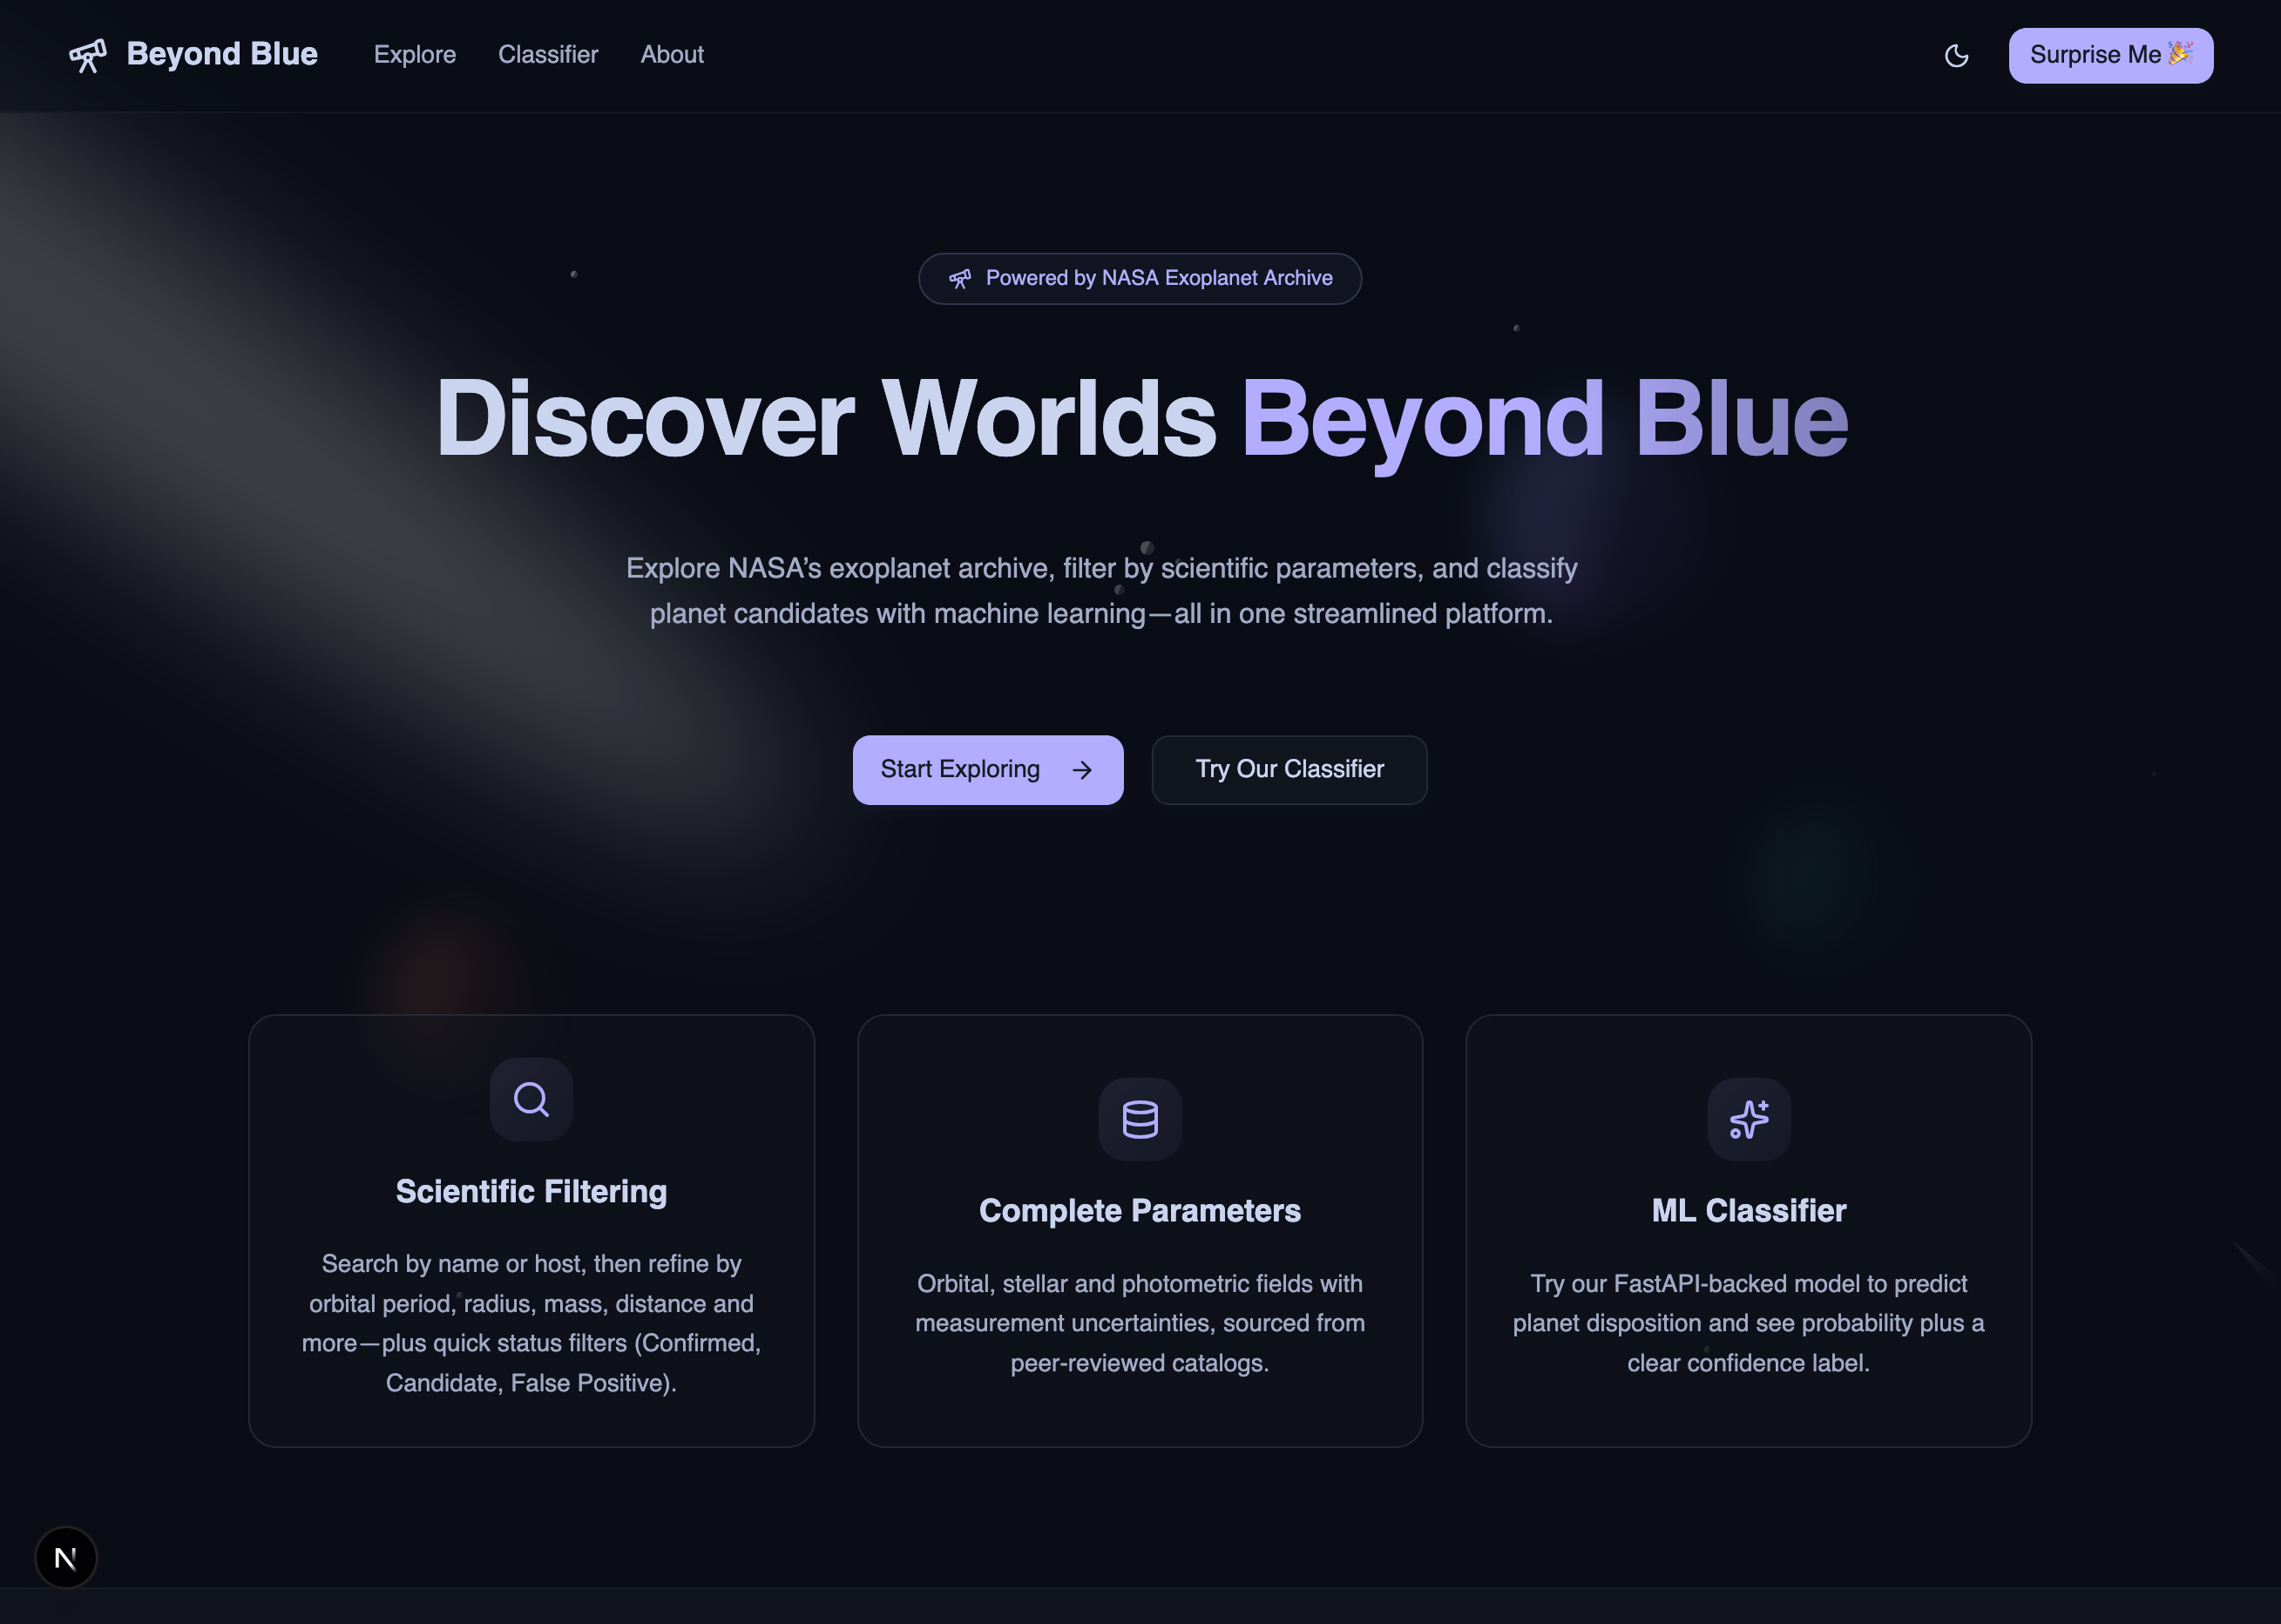 Beyond Blue Explore Classifier About Surprise Me 🎉
Powered by NASA Exoplanet Archive
Discover Worlds Beyond Blue
Explore NASA’s exoplanet archive, filter by scientific parameters, and classify
planet candidates with machine learning—all in one streamlined platform.
Start Exploring → Try Our Classifier
Scientific Filtering
Search by name or host, then refine by
orbital period, radius, mass, distance and
more—plus quick status filters (Confirmed,
Candidate, False Positive).
Complete Parameters
Orbital, stellar and photometric fields with
measurement uncertainties, sourced from
peer-reviewed catalogs.
ML Classifier
Try our FastAPI-backed model to predict
planet disposition and see probability plus a
clear confidence label.
N